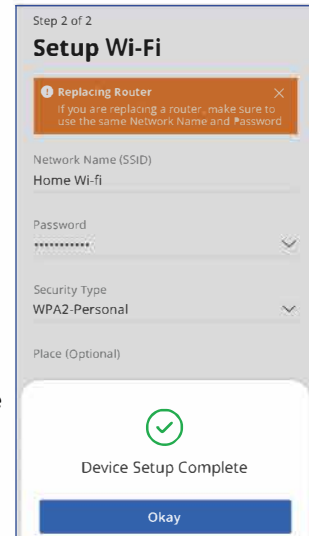 Step 2 of 2
Setup Wi-Fi
Replacing Router
If you are replacing a router, make sure to
use the same Network Name and Password
Network Name (SSID)
Home Wi-fi
Password
•••••••••••
Security Type
WPA2-Personal
Place (Optional)
e
Device Setup Complete
Okay